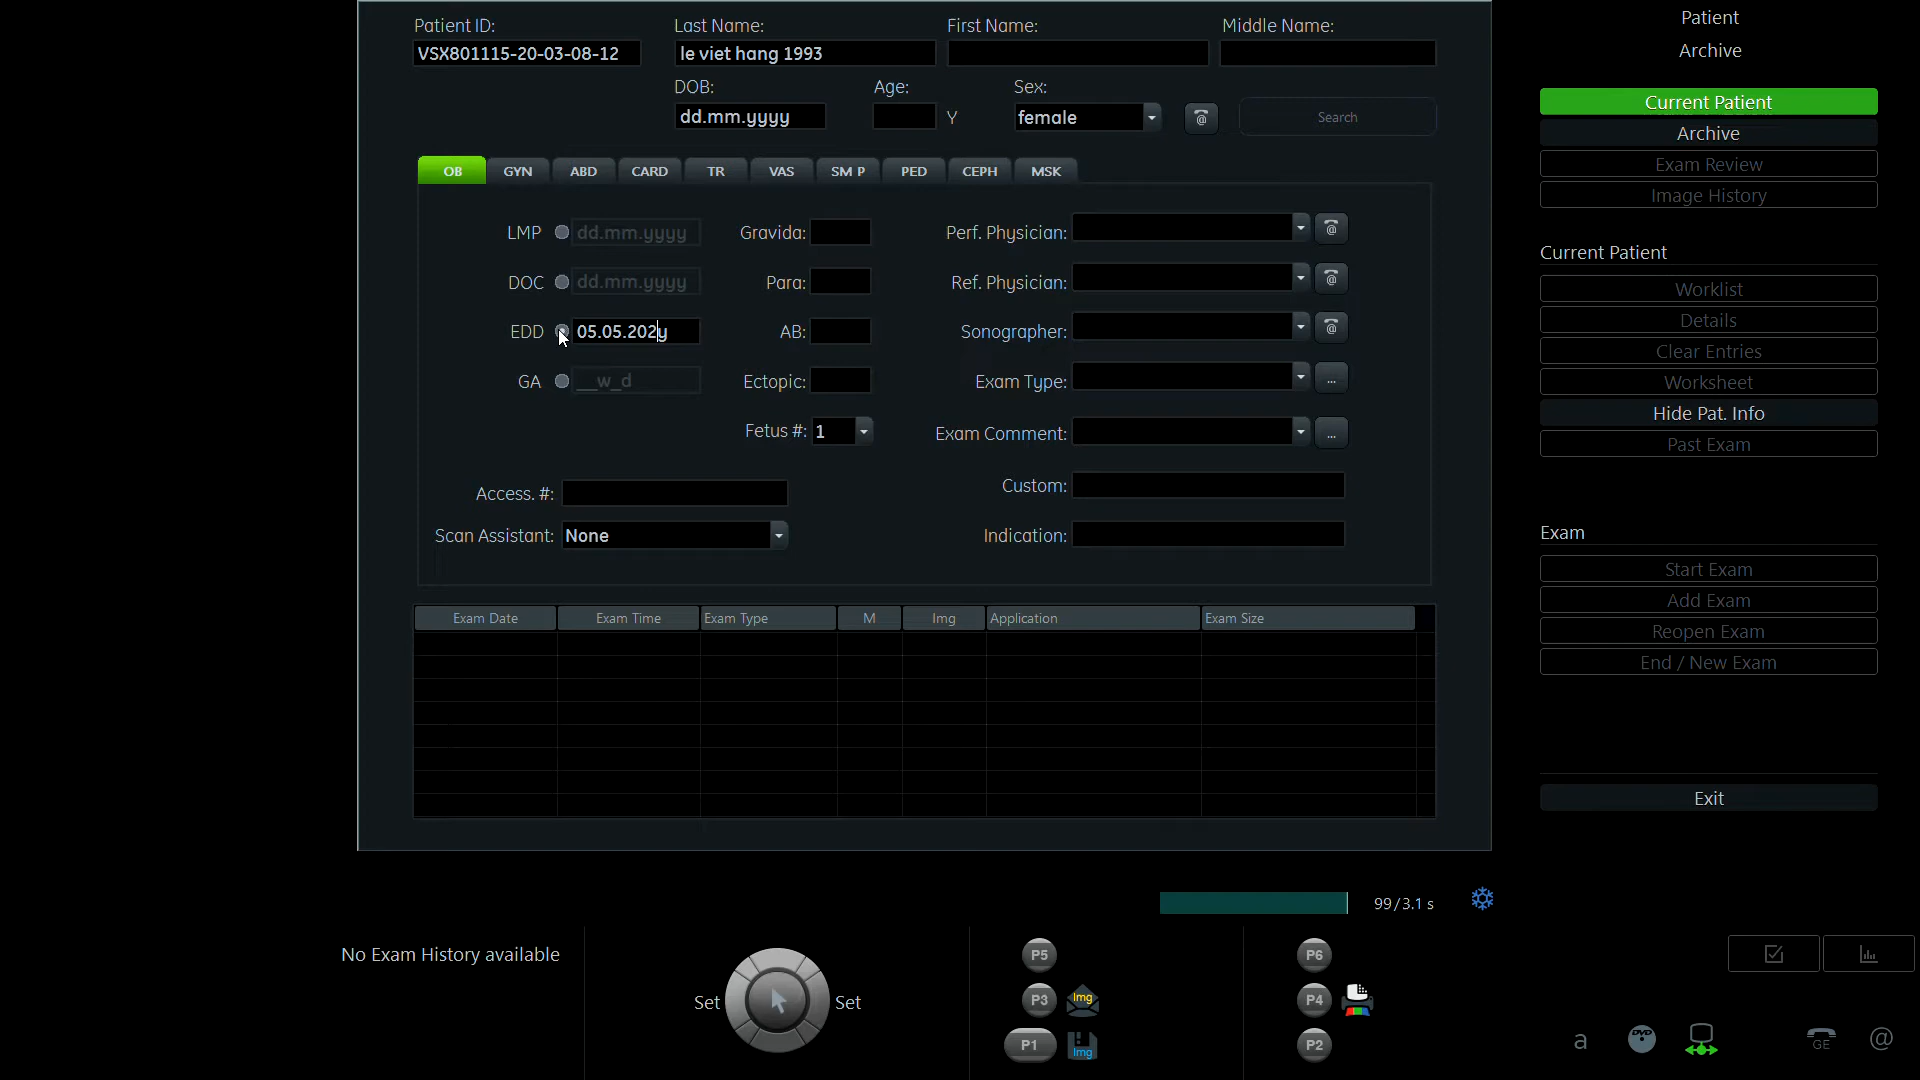 Patient ID: Last Name: First Name: Middle Name:
VSX801115-20-03-08-12 le viet hang 1993
DOB: Age: Sex:
dd.mm.yyyy Y female @ Search
OB GYN ABD CARD TR VAS SM P PED CEPH MSK
LMP dd.mm.yyyy Gravida: Perf. Physician: @
DOC dd.mm.yyyy Para: Ref. Physician: @
EDD 05.05.202y AB: Sonographer: @
GA __w_d Ectopic: Exam Type: ...
Fetus #: 1 Exam Comment: ...
Access. #: Custom:
Scan Assistant: None Indication:
Exam Date Exam Time Exam Type M Img Application Exam Size
99/3.1 s
Patient
Archive
Current Patient
Archive
Exam Review
Image History
Current Patient
Worklist
Details
Clear Entries
Worksheet
Hide Pat. Info
Past Exam
Exam
Start Exam
Add Exam
Reopen Exam
End / New Exam
Exit
No Exam History available
Set Set
P5
P3 Img
P1 Img
P6
P4
P2
a DVD GE @